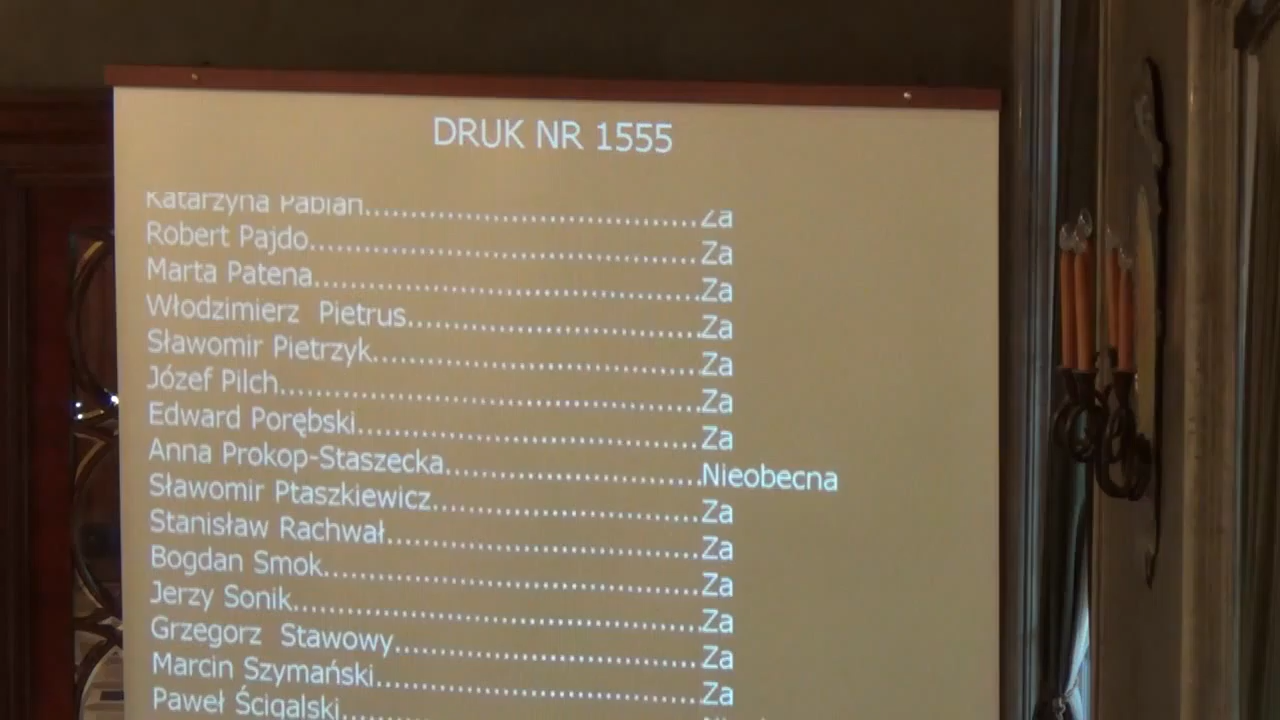 DRUK NR 1555
Katarzyna Pabian......................................Za
Robert Pajdo............................................Za
Marta Patena............................................Za
Włodzimierz  Pietrus.................................Za
Sławomir Pietrzyk.....................................Za
Józef Pilch................................................Za
Edward Porębski.......................................Za
Anna Prokop-Staszecka.............................Nieobecna
Sławomir Ptaszkiewicz..............................Za
Stanisław Rachwał....................................Za
Bogdan Smok...........................................Za
Jerzy Sonik...............................................Za
Grzegorz  Stawowy...................................Za
Marcin Szymański.....................................Za
Paweł Ścigalski.........................................